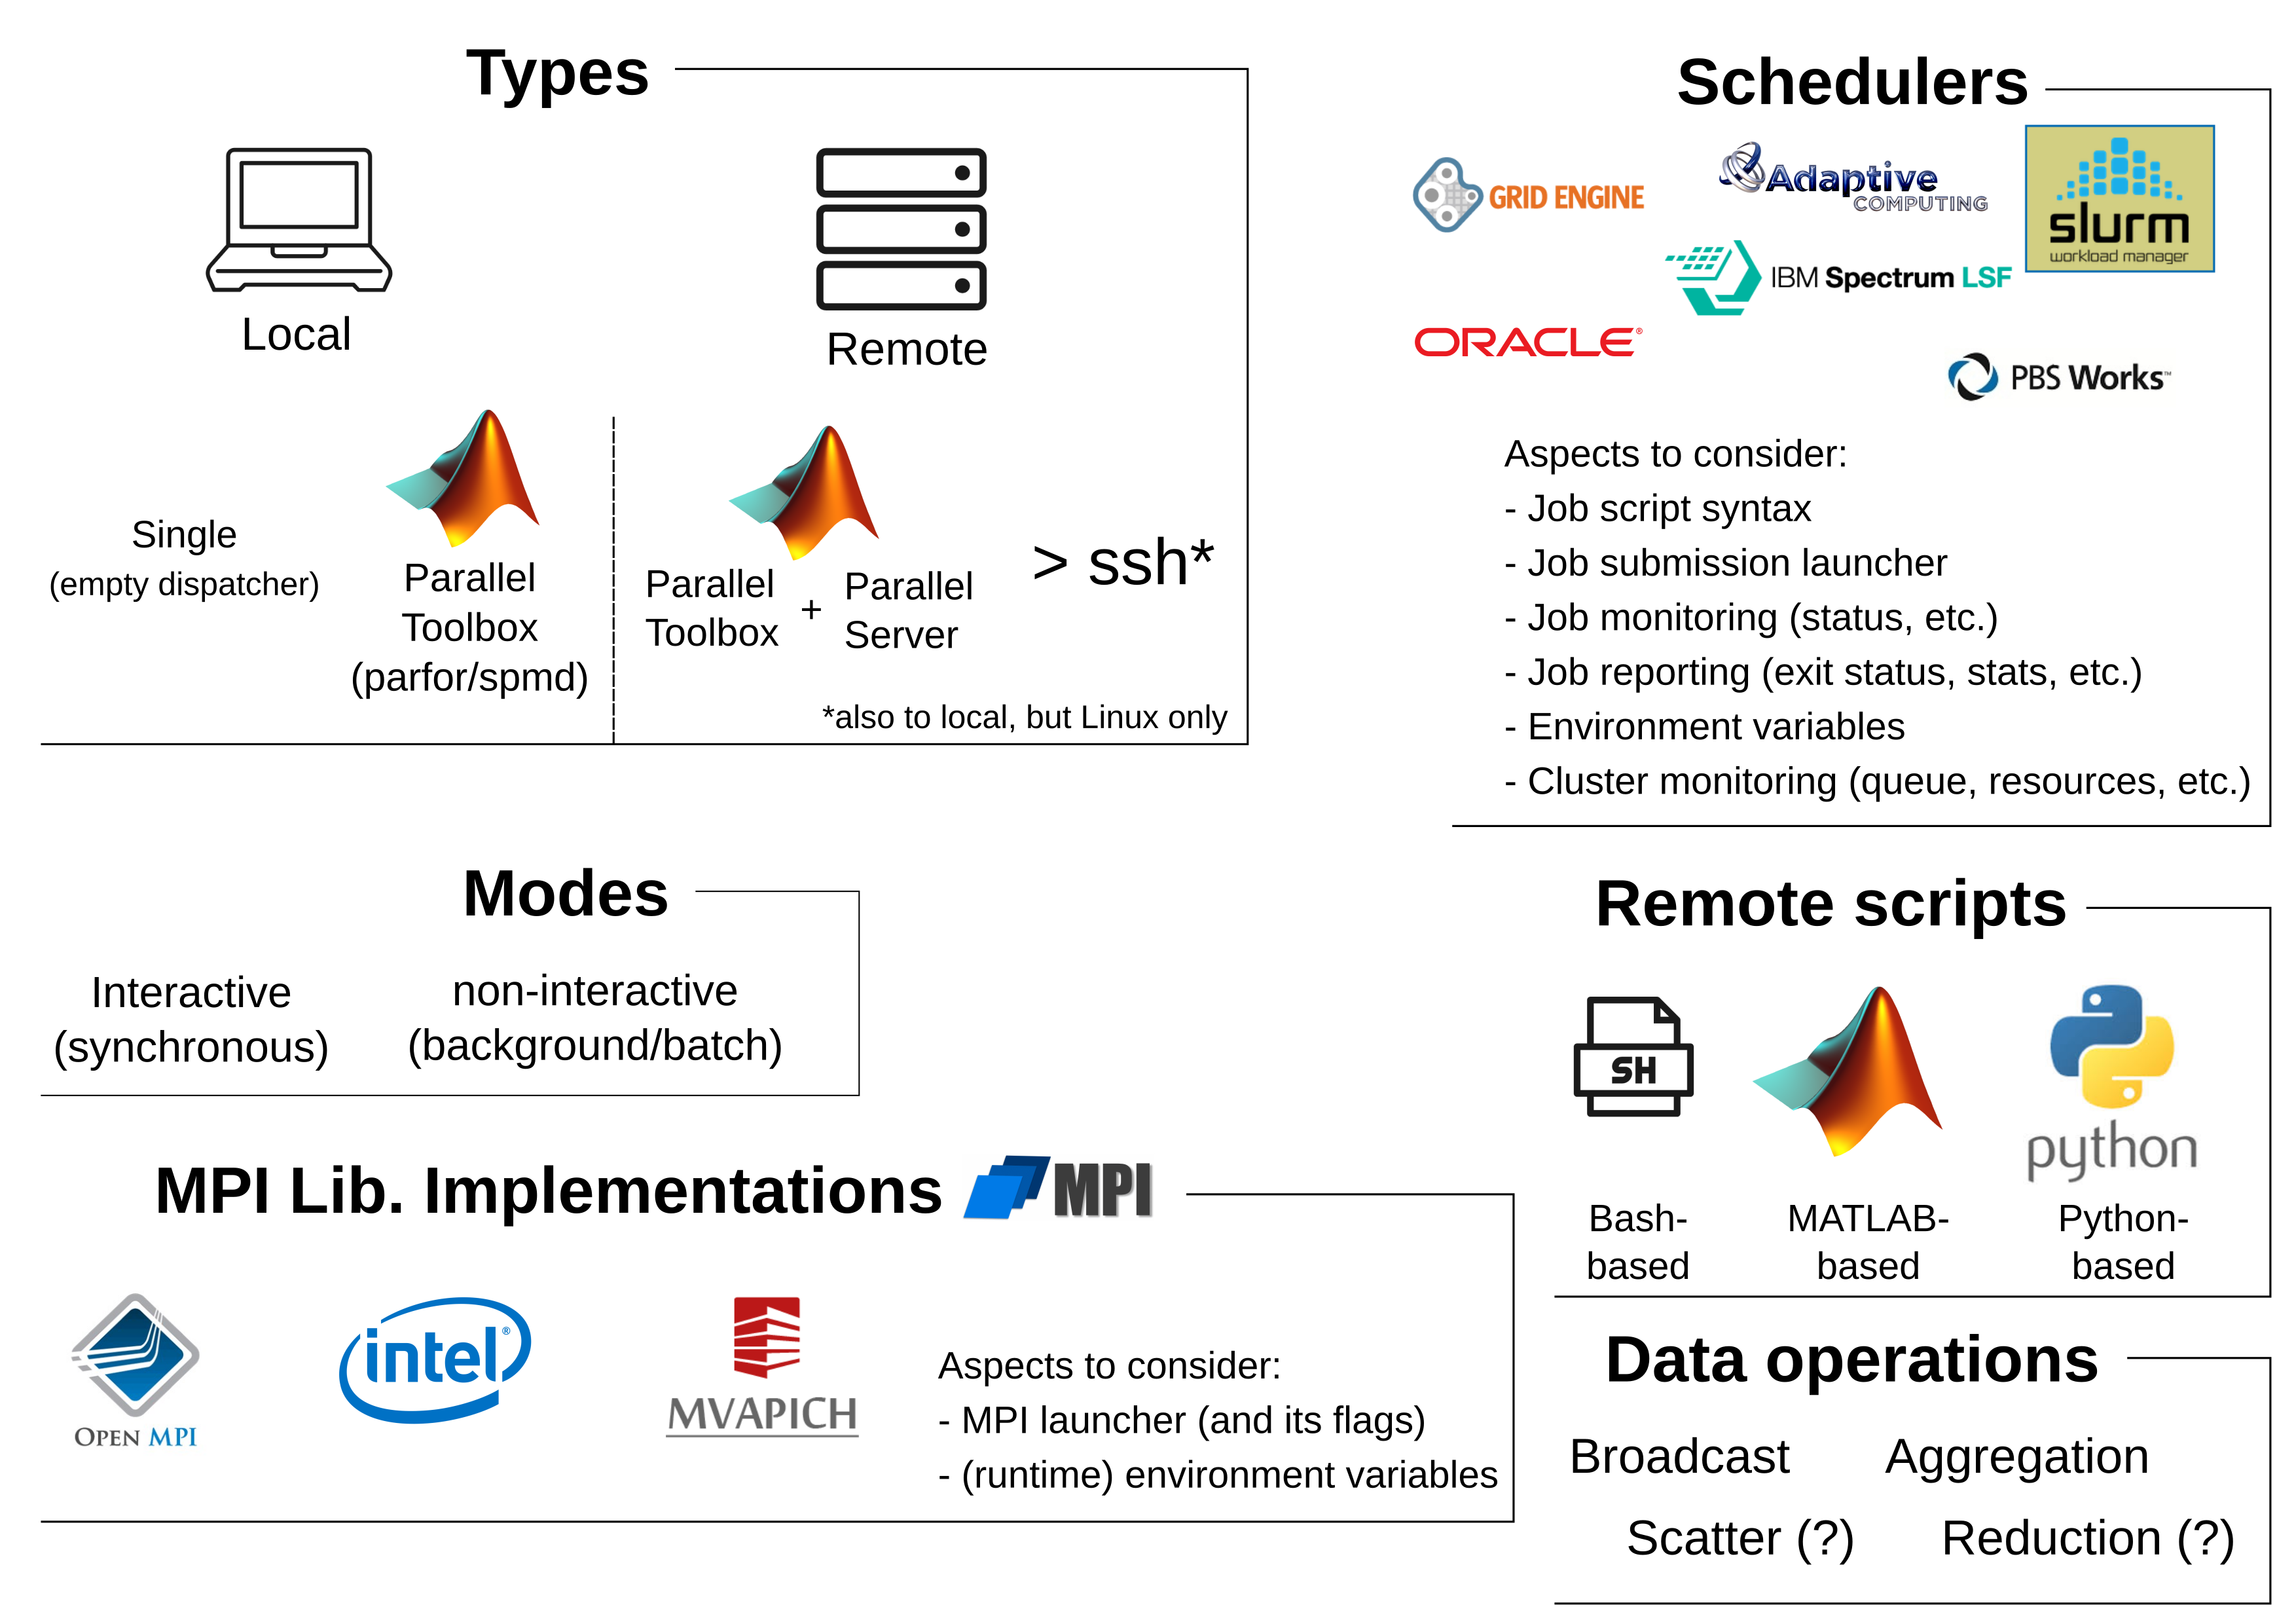 Types
Local
Remote
Single
(empty dispatcher)
Parallel
Toolbox
(parfor/spmd)
Parallel
Toolbox
+
Parallel
Server
> ssh*
*also to local, but Linux only
Schedulers
GRID ENGINE
Adaptive
COMPUTING
slurm
workload manager
IBM Spectrum LSF
ORACLE®
PBS Works™
Aspects to consider:
- Job script syntax
- Job submission launcher
- Job monitoring (status, etc.)
- Job reporting (exit status, stats, etc.)
- Environment variables
- Cluster monitoring (queue, resources, etc.)
Modes
Interactive
(synchronous)
non-interactive
(background/batch)
Remote scripts
SH
python
Bash-
based
MATLAB-
based
Python-
based
MPI Lib. Implementations MPI
OPEN MPI
intel®
MVAPICH
Aspects to consider:
- MPI launcher (and its flags)
- (runtime) environment variables
Data operations
Broadcast Aggregation
Scatter (?) Reduction (?)